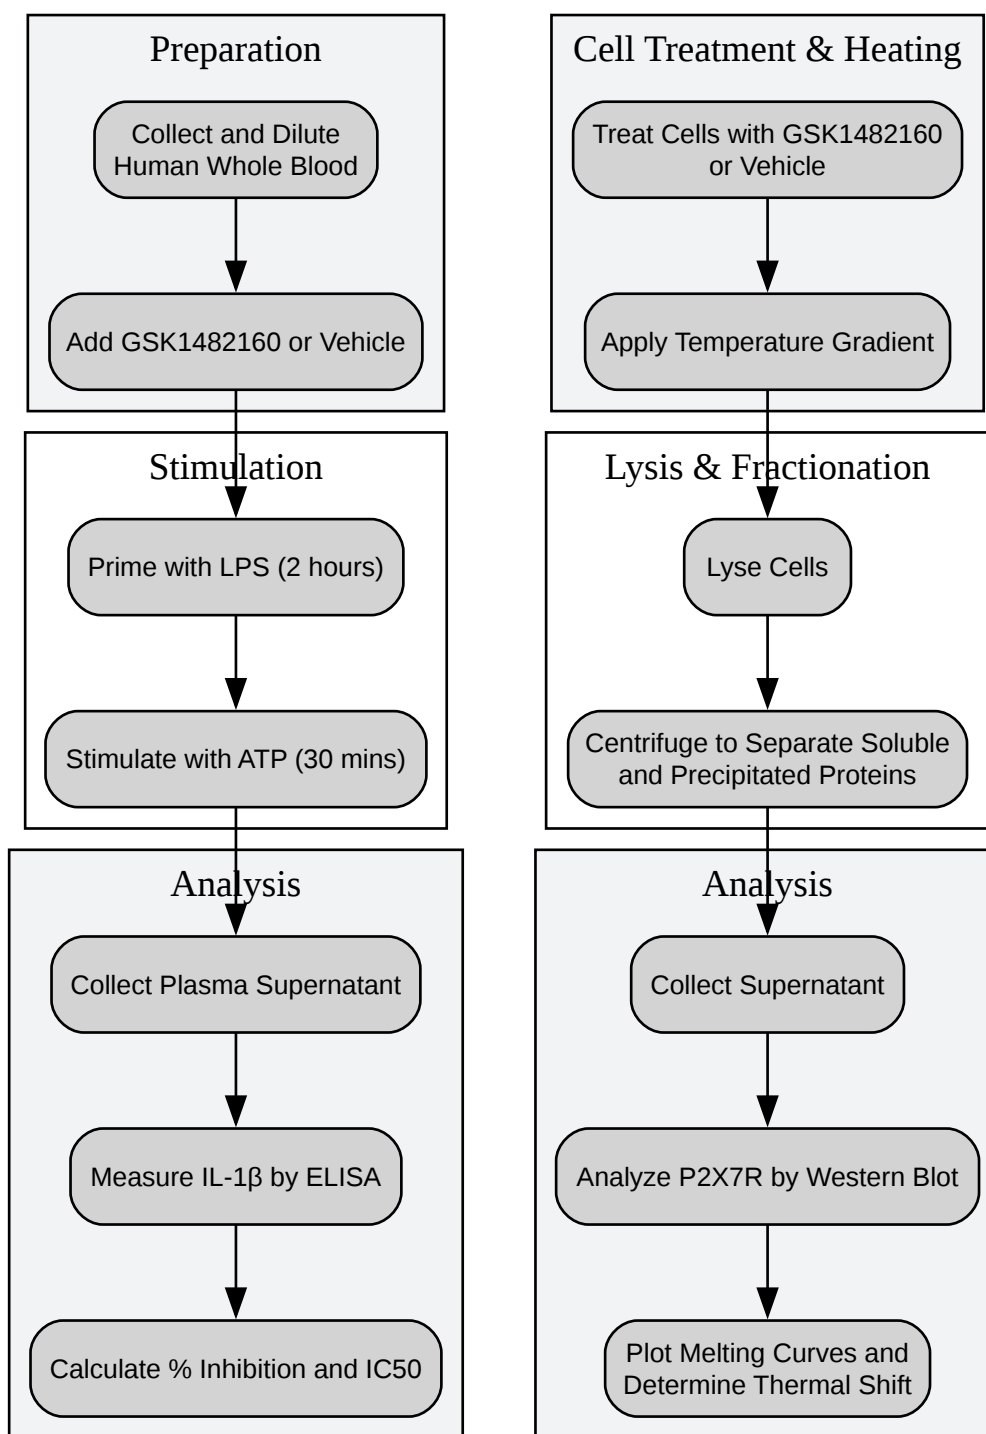 Preparation
Collect and Dilute
Human Whole Blood
Add GSK1482160 or Vehicle
Stimulation
Prime with LPS (2 hours)
Stimulate with ATP (30 mins)
Analysis
Collect Plasma Supernatant
Measure IL-1β by ELISA
Calculate % Inhibition and IC50
Cell Treatment & Heating
Treat Cells with GSK1482160
or Vehicle
Apply Temperature Gradient
Lysis & Fractionation
Lyse Cells
Centrifuge to Separate Soluble
and Precipitated Proteins
Analysis
Collect Supernatant
Analyze P2X7R by Western Blot
Plot Melting Curves and
Determine Thermal Shift